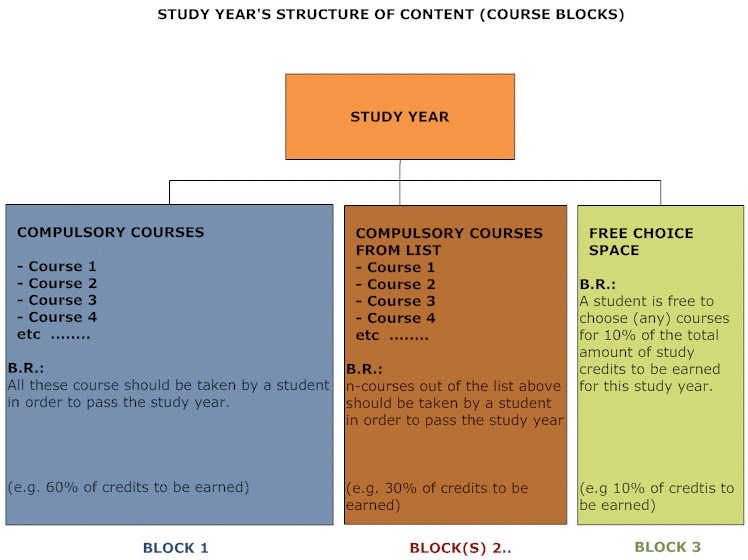 STUDY YEAR'S STRUCTURE OF CONTENT (COURSE BLOCKS)
STUDY YEAR
COMPULSORY COURSES
- Course 1
- Course 2
- Course 3
- Course 4
etc ........
B.R.:
All these course should be taken by a student
in order to pass the study year.
(e.g. 60% of credits to be earned)
BLOCK 1
COMPULSORY COURSES
FROM LIST
- Course 1
- Course 2
- Course 3
- Course 4
etc ........
B.R.:
n-courses out of the list above
should be taken by a student
in order to pass the study year
(e.g. 30% of credits to be
earned)
BLOCK(S) 2..
FREE CHOICE
SPACE
B.R.:
A student is free to
choose (any) courses
for 10% of the total
amount of study
credits to be earned
for this study year.
(e.g 10% of credtis to
be earned)
BLOCK 3